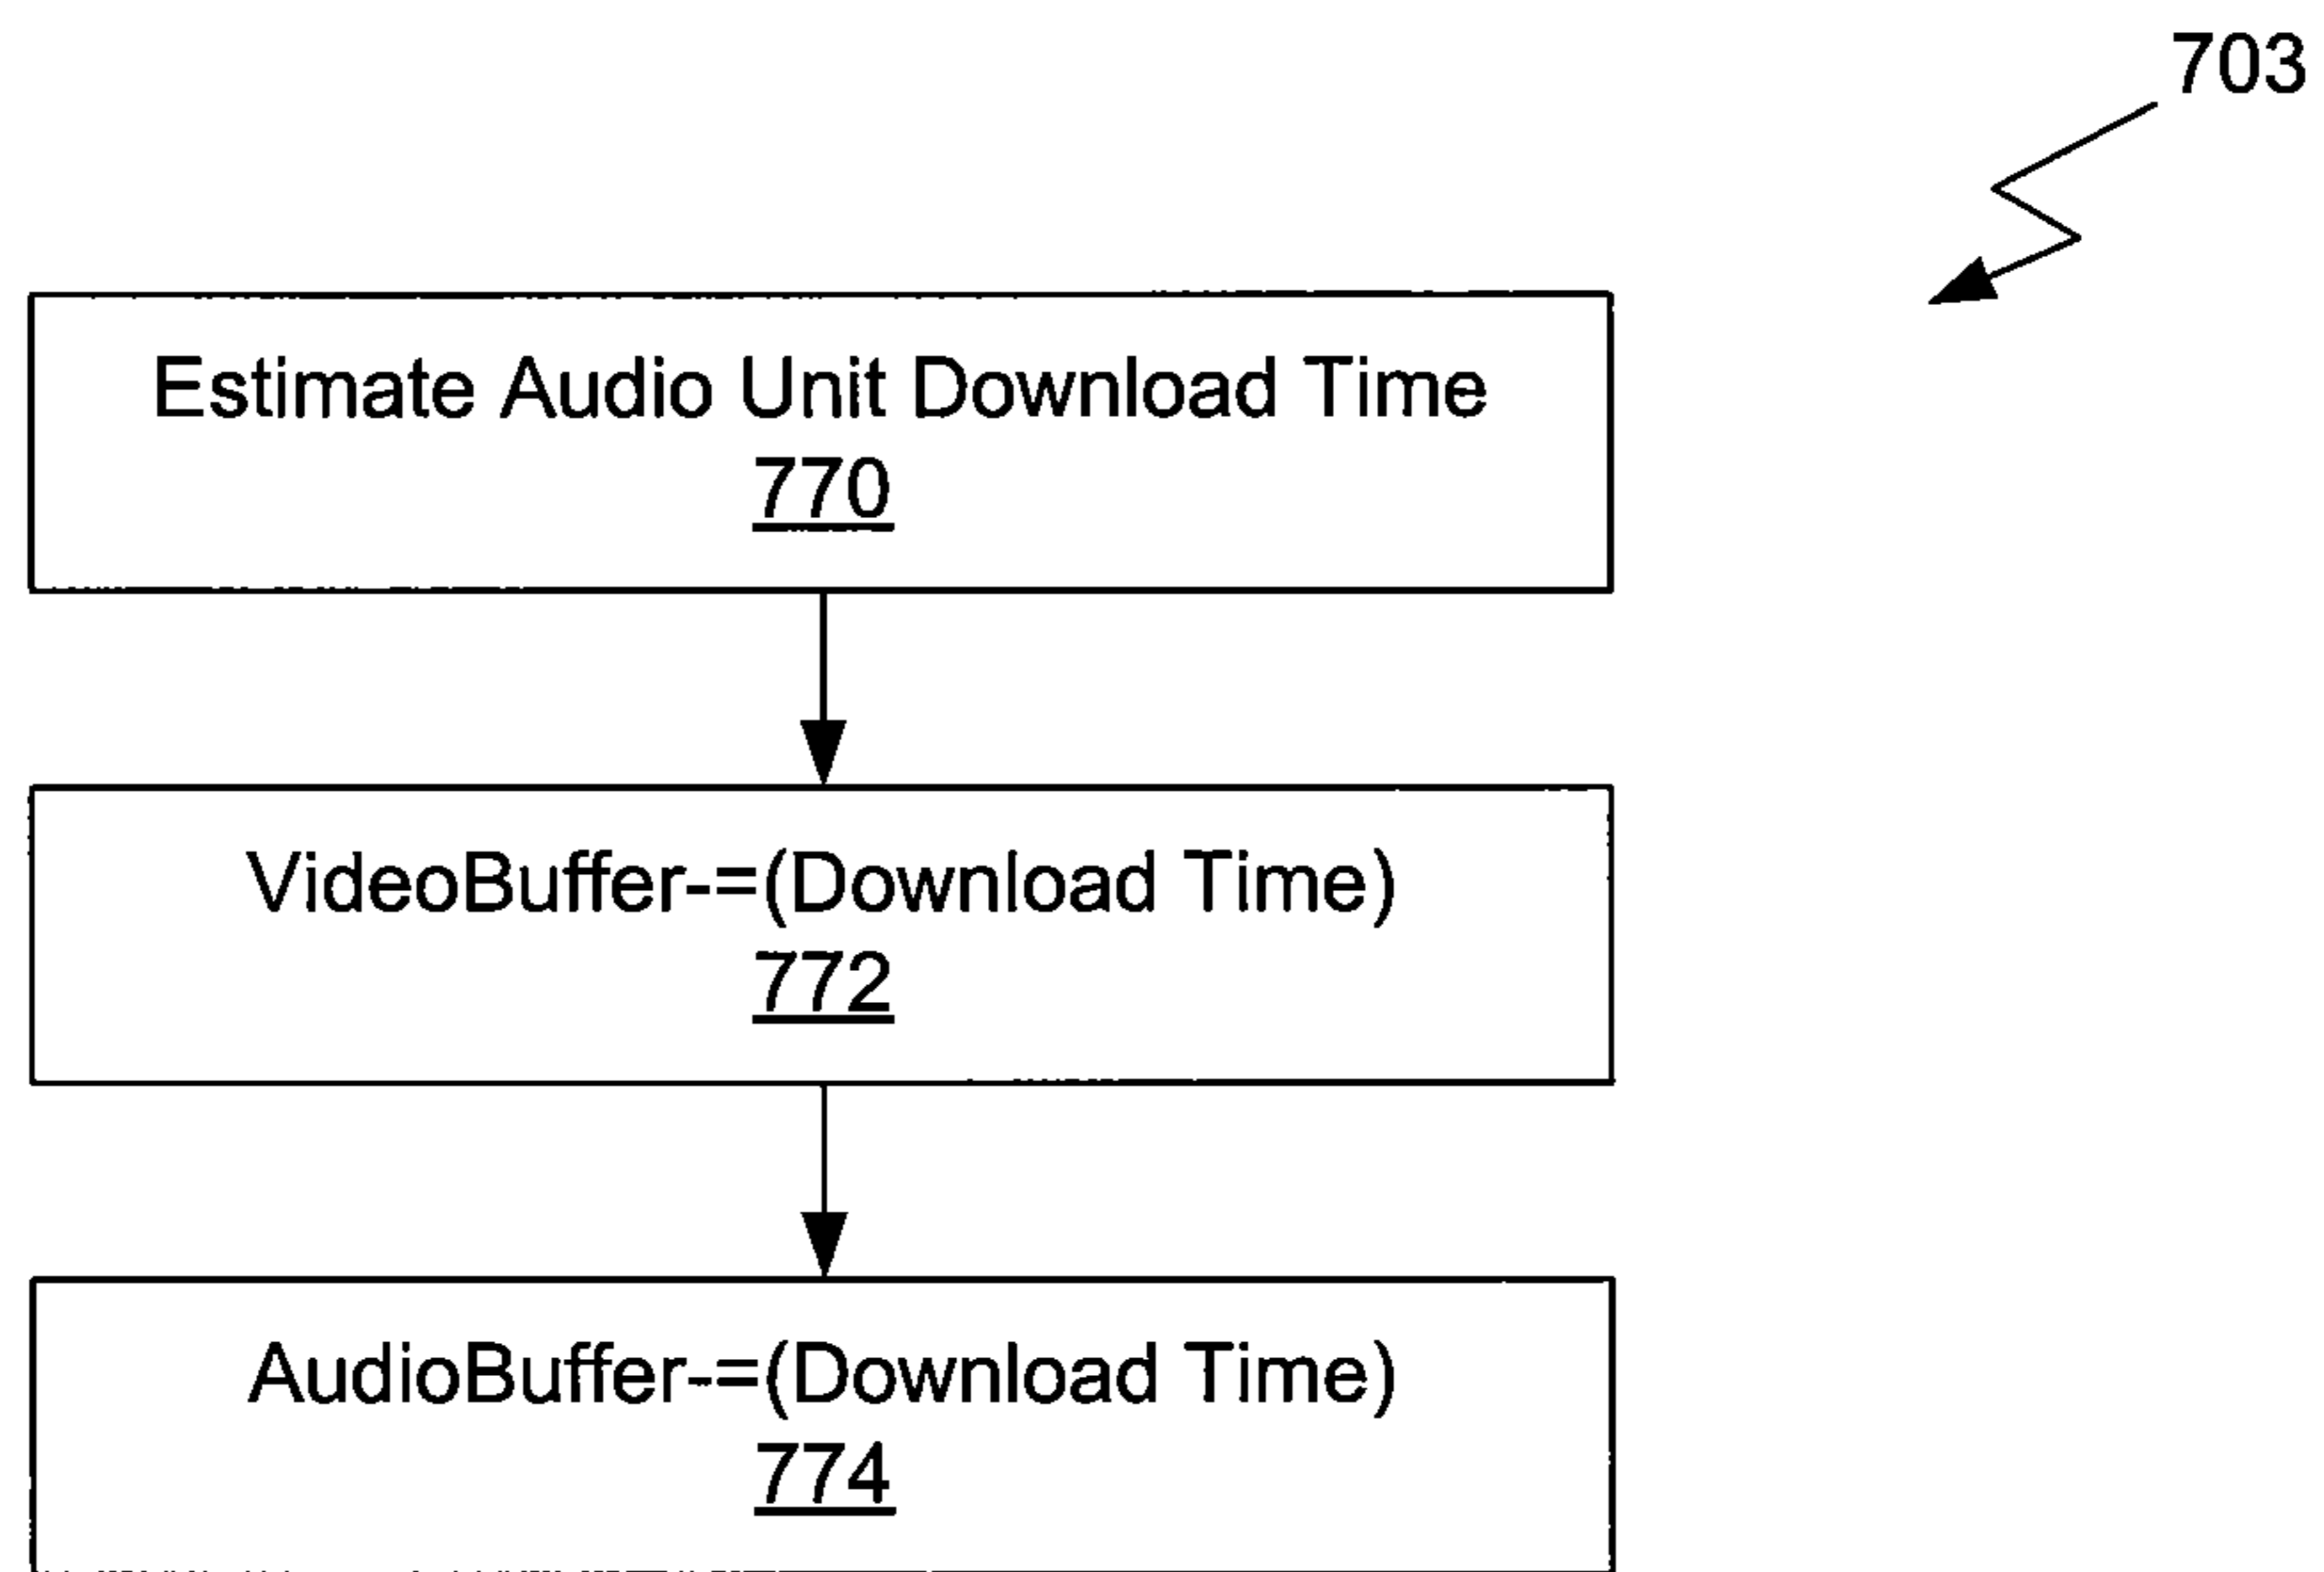 703
Estimate Audio Unit Download Time
770
VideoBuffer-=(Download Time)
772
AudioBuffer-=(Download Time)
774